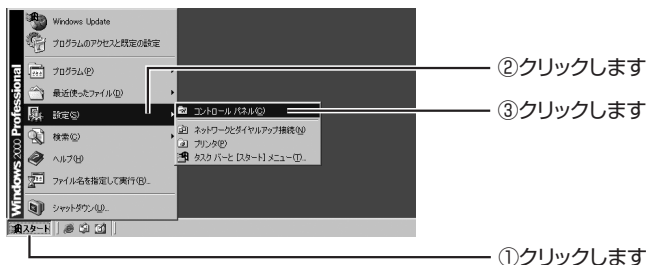 Windows Update
プログラムのアクセスと既定の設定
プログラム(P)
最近使ったファイル(D)
設定(S)
検索(C)
ヘルプ(H)
ファイル名を指定して実行(R)...
シャットダウン(U)...
Windows 2000 Professional
コントロール パネル(C)
ネットワークとダイヤルアップ接続(N)
プリンタ(P)
タスク バーと [スタート] メニュー(T)...
スタート
②クリックします
③クリックします
①クリックします